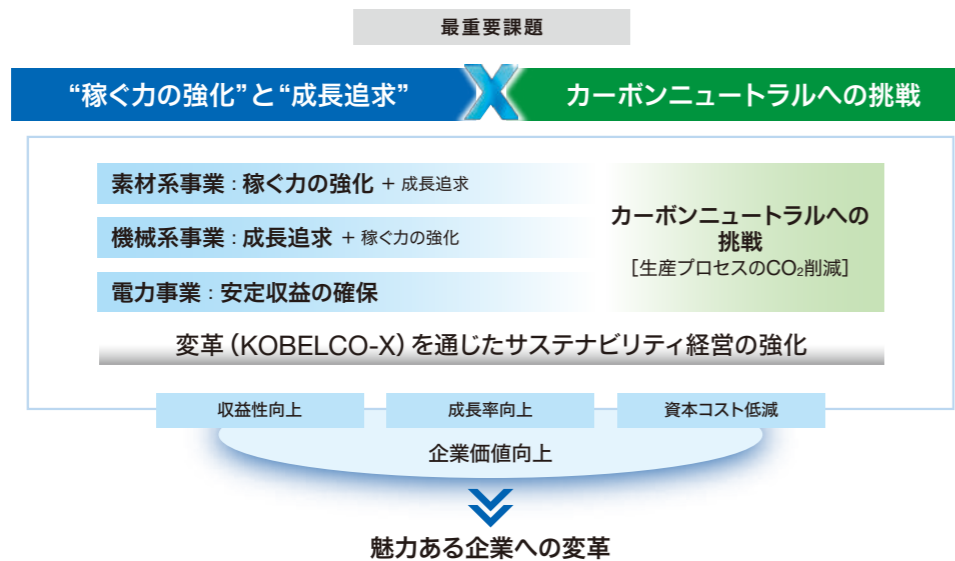 最重要課題
“稼ぐ力の強化”と“成長追求” X カーボンニュートラルへの挑戦
素材系事業：稼ぐ力の強化 + 成長追求
機械系事業：成長追求 + 稼ぐ力の強化
電力事業：安定収益の確保
カーボンニュートラルへの
挑戦
［生産プロセスのCO₂削減］
変革（KOBELCO-X）を通じたサステナビリティ経営の強化
収益性向上 成長率向上 資本コスト低減
企業価値向上
魅力ある企業への変革